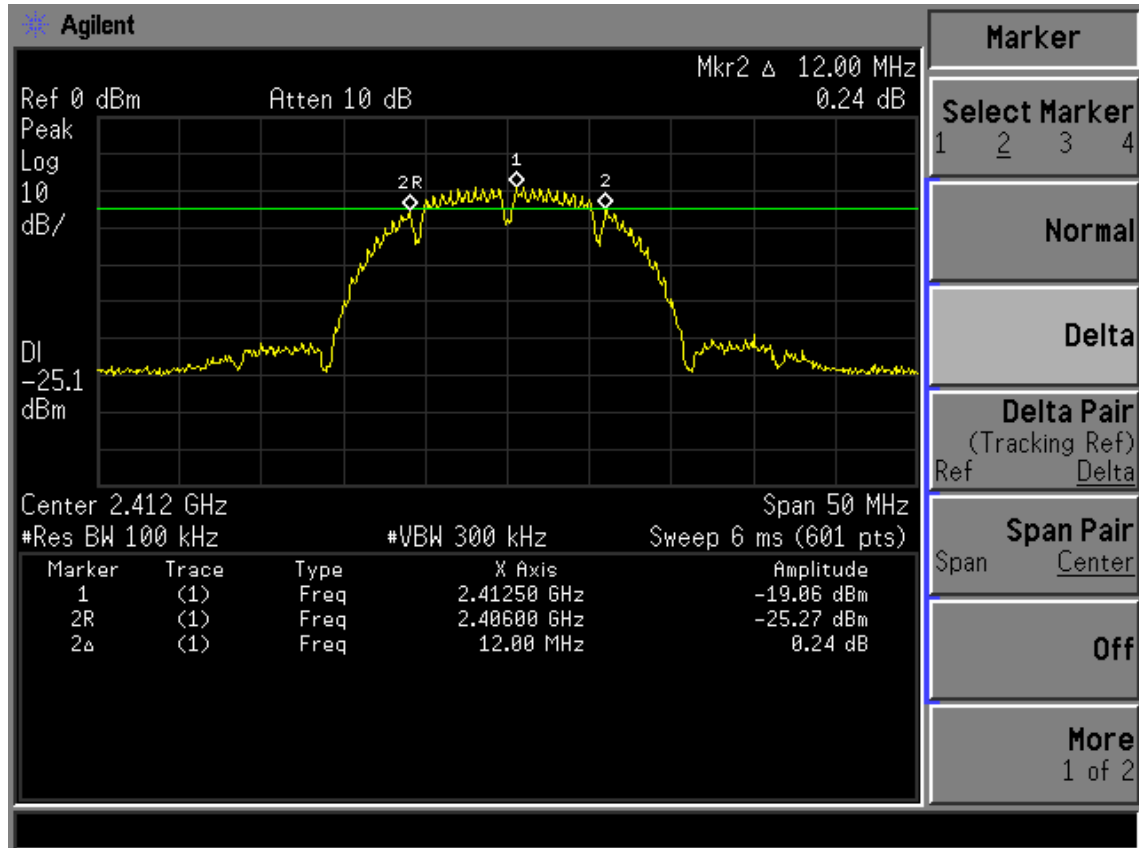 Agilent
Mkr2 Δ 12.00 MHz
Ref 0 dBm Atten 10 dB 0.24 dB
Peak
Log
10
dB/
DI
-25.1
dBm
2R
1
2
Center 2.412 GHz Span 50 MHz
#Res BW 100 kHz #VBW 300 kHz Sweep 6 ms (601 pts)
Marker Trace Type X Axis Amplitude
1 (1) Freq 2.41250 GHz -19.06 dBm
2R (1) Freq 2.40600 GHz -25.27 dBm
2Δ (1) Freq 12.00 MHz 0.24 dB
Marker
Select Marker
1 2 3 4
Normal
Delta
Delta Pair
(Tracking Ref)
Ref Delta
Span Pair
Span Center
Off
More
1 of 2